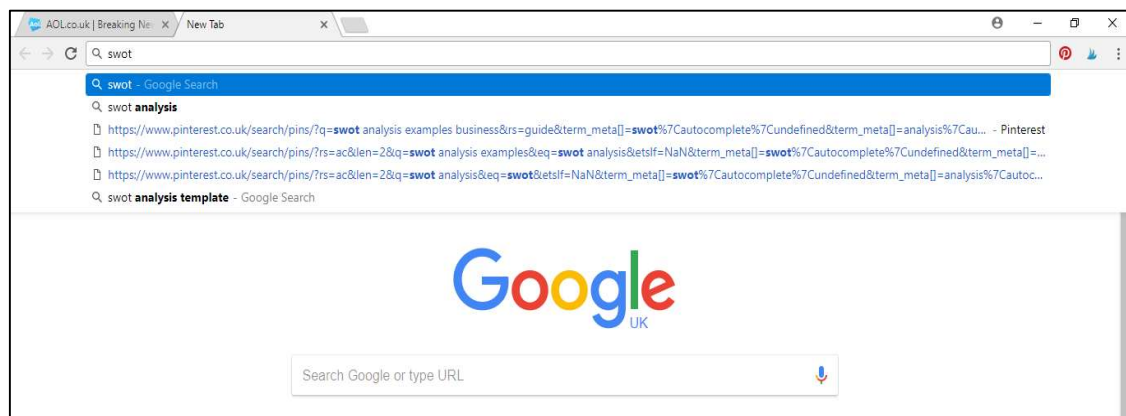 AOL.co.uk | Breaking Ne New Tab
swot
swot - Google Search
swot analysis
https://www.pinterest.co.uk/search/pins/?q=swot analysis examples business&rs=guide&term_meta[]=swot%7Cautocomplete%7Cundefined&term_meta[]=analysis%7Cau... - Pinterest
https://www.pinterest.co.uk/search/pins/?rs=ac&len=2&q=swot analysis examples&eq=swot analysis&etslf=NaN&term_meta[]=swot%7Cautocomplete%7Cundefined&term_meta[]=...
https://www.pinterest.co.uk/search/pins/?rs=ac&len=2&q=swot analysis&eq=swot&etslf=NaN&term_meta[]=swot%7Cautocomplete%7Cundefined&term_meta[]=analysis%7Cautoc...
swot analysis template - Google Search
Google
UK
Search Google or type URL